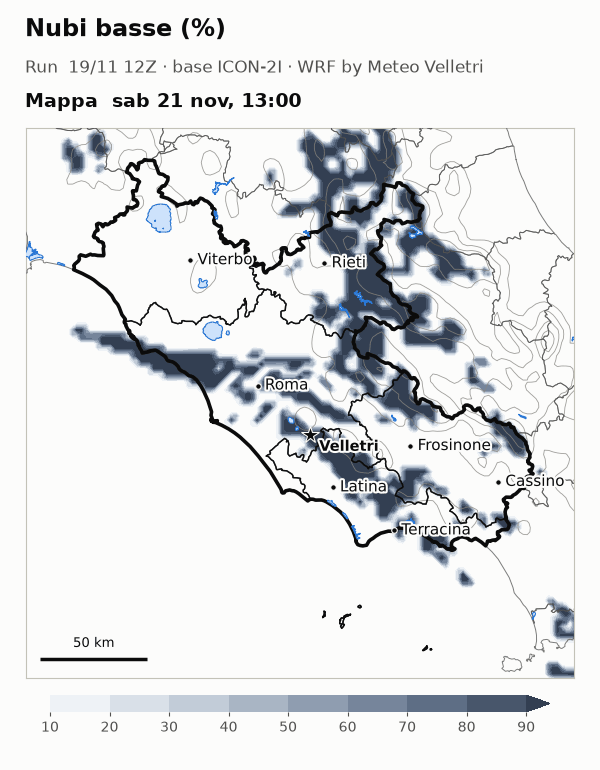 Nubi basse (%)
Run  19/11 12Z · base ICON-2I · WRF by Meteo Velletri
Mappa  sab 21 nov, 13:00
Viterbo
Rieti
Roma
Velletri
Frosinone
Latina
Cassino
Terracina
50 km
10 20 30 40 50 60 70 80 90